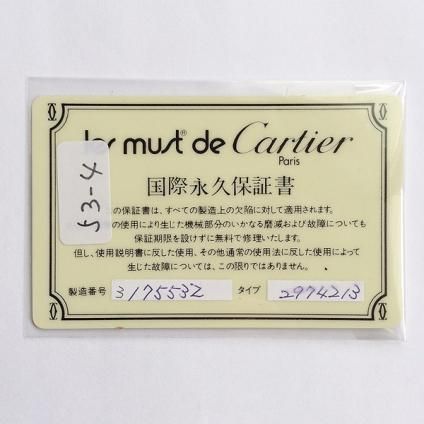 les must® de Cartier
Paris
国際永久保証書
の保証書は、すべての製造上の欠陥に対して適用されます。
の使用により生じた機械部分のいかなる磨滅および故障についても
保証期限を設けずに無料で修理いたします。
但し、使用説明書に反した使用、その他通常の使用法に反した使用によって
生じた故障については、この限りではありません。
製造番号 3175532 タイプ 2974213
53-4